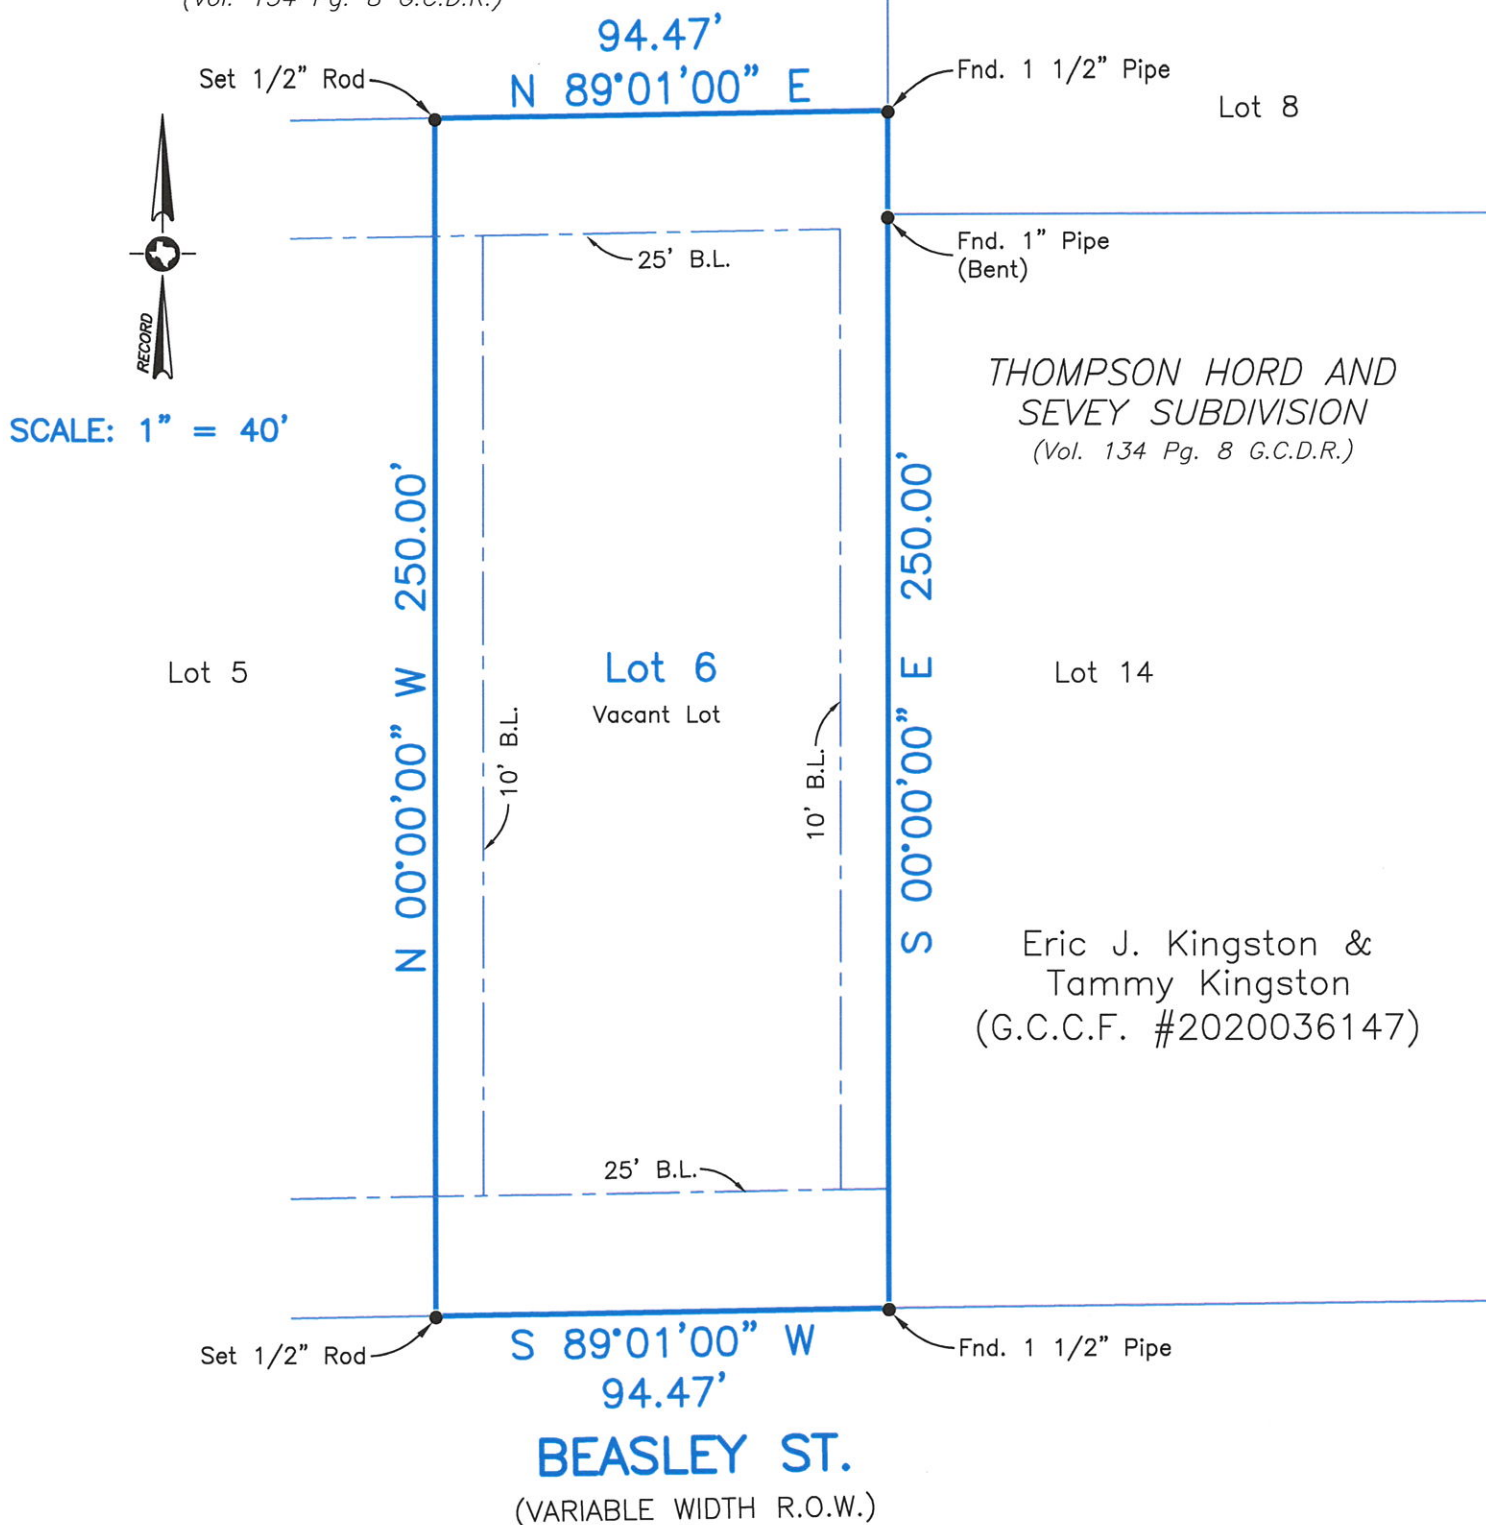 (Vol. 134 Pg. 8 G.C.D.R.)
94.47'
N 89°01'00" E
Set 1/2" Rod
Fnd. 1 1/2" Pipe
Lot 8
25' B.L.
Fnd. 1" Pipe
(Bent)
RECORD
SCALE: 1" = 40'
THOMPSON HORD AND
SEVEY SUBDIVISION
(Vol. 134 Pg. 8 G.C.D.R.)
N 00°00'00" W 250.00'
S 00°00'00" E 250.00'
Lot 5
Lot 6
Vacant Lot
Lot 14
10' B.L.
10' B.L.
Eric J. Kingston &
Tammy Kingston
(G.C.C.F. #2020036147)
25' B.L.
Set 1/2" Rod
S 89°01'00" W
94.47'
Fnd. 1 1/2" Pipe
BEASLEY ST.
(VARIABLE WIDTH R.O.W.)